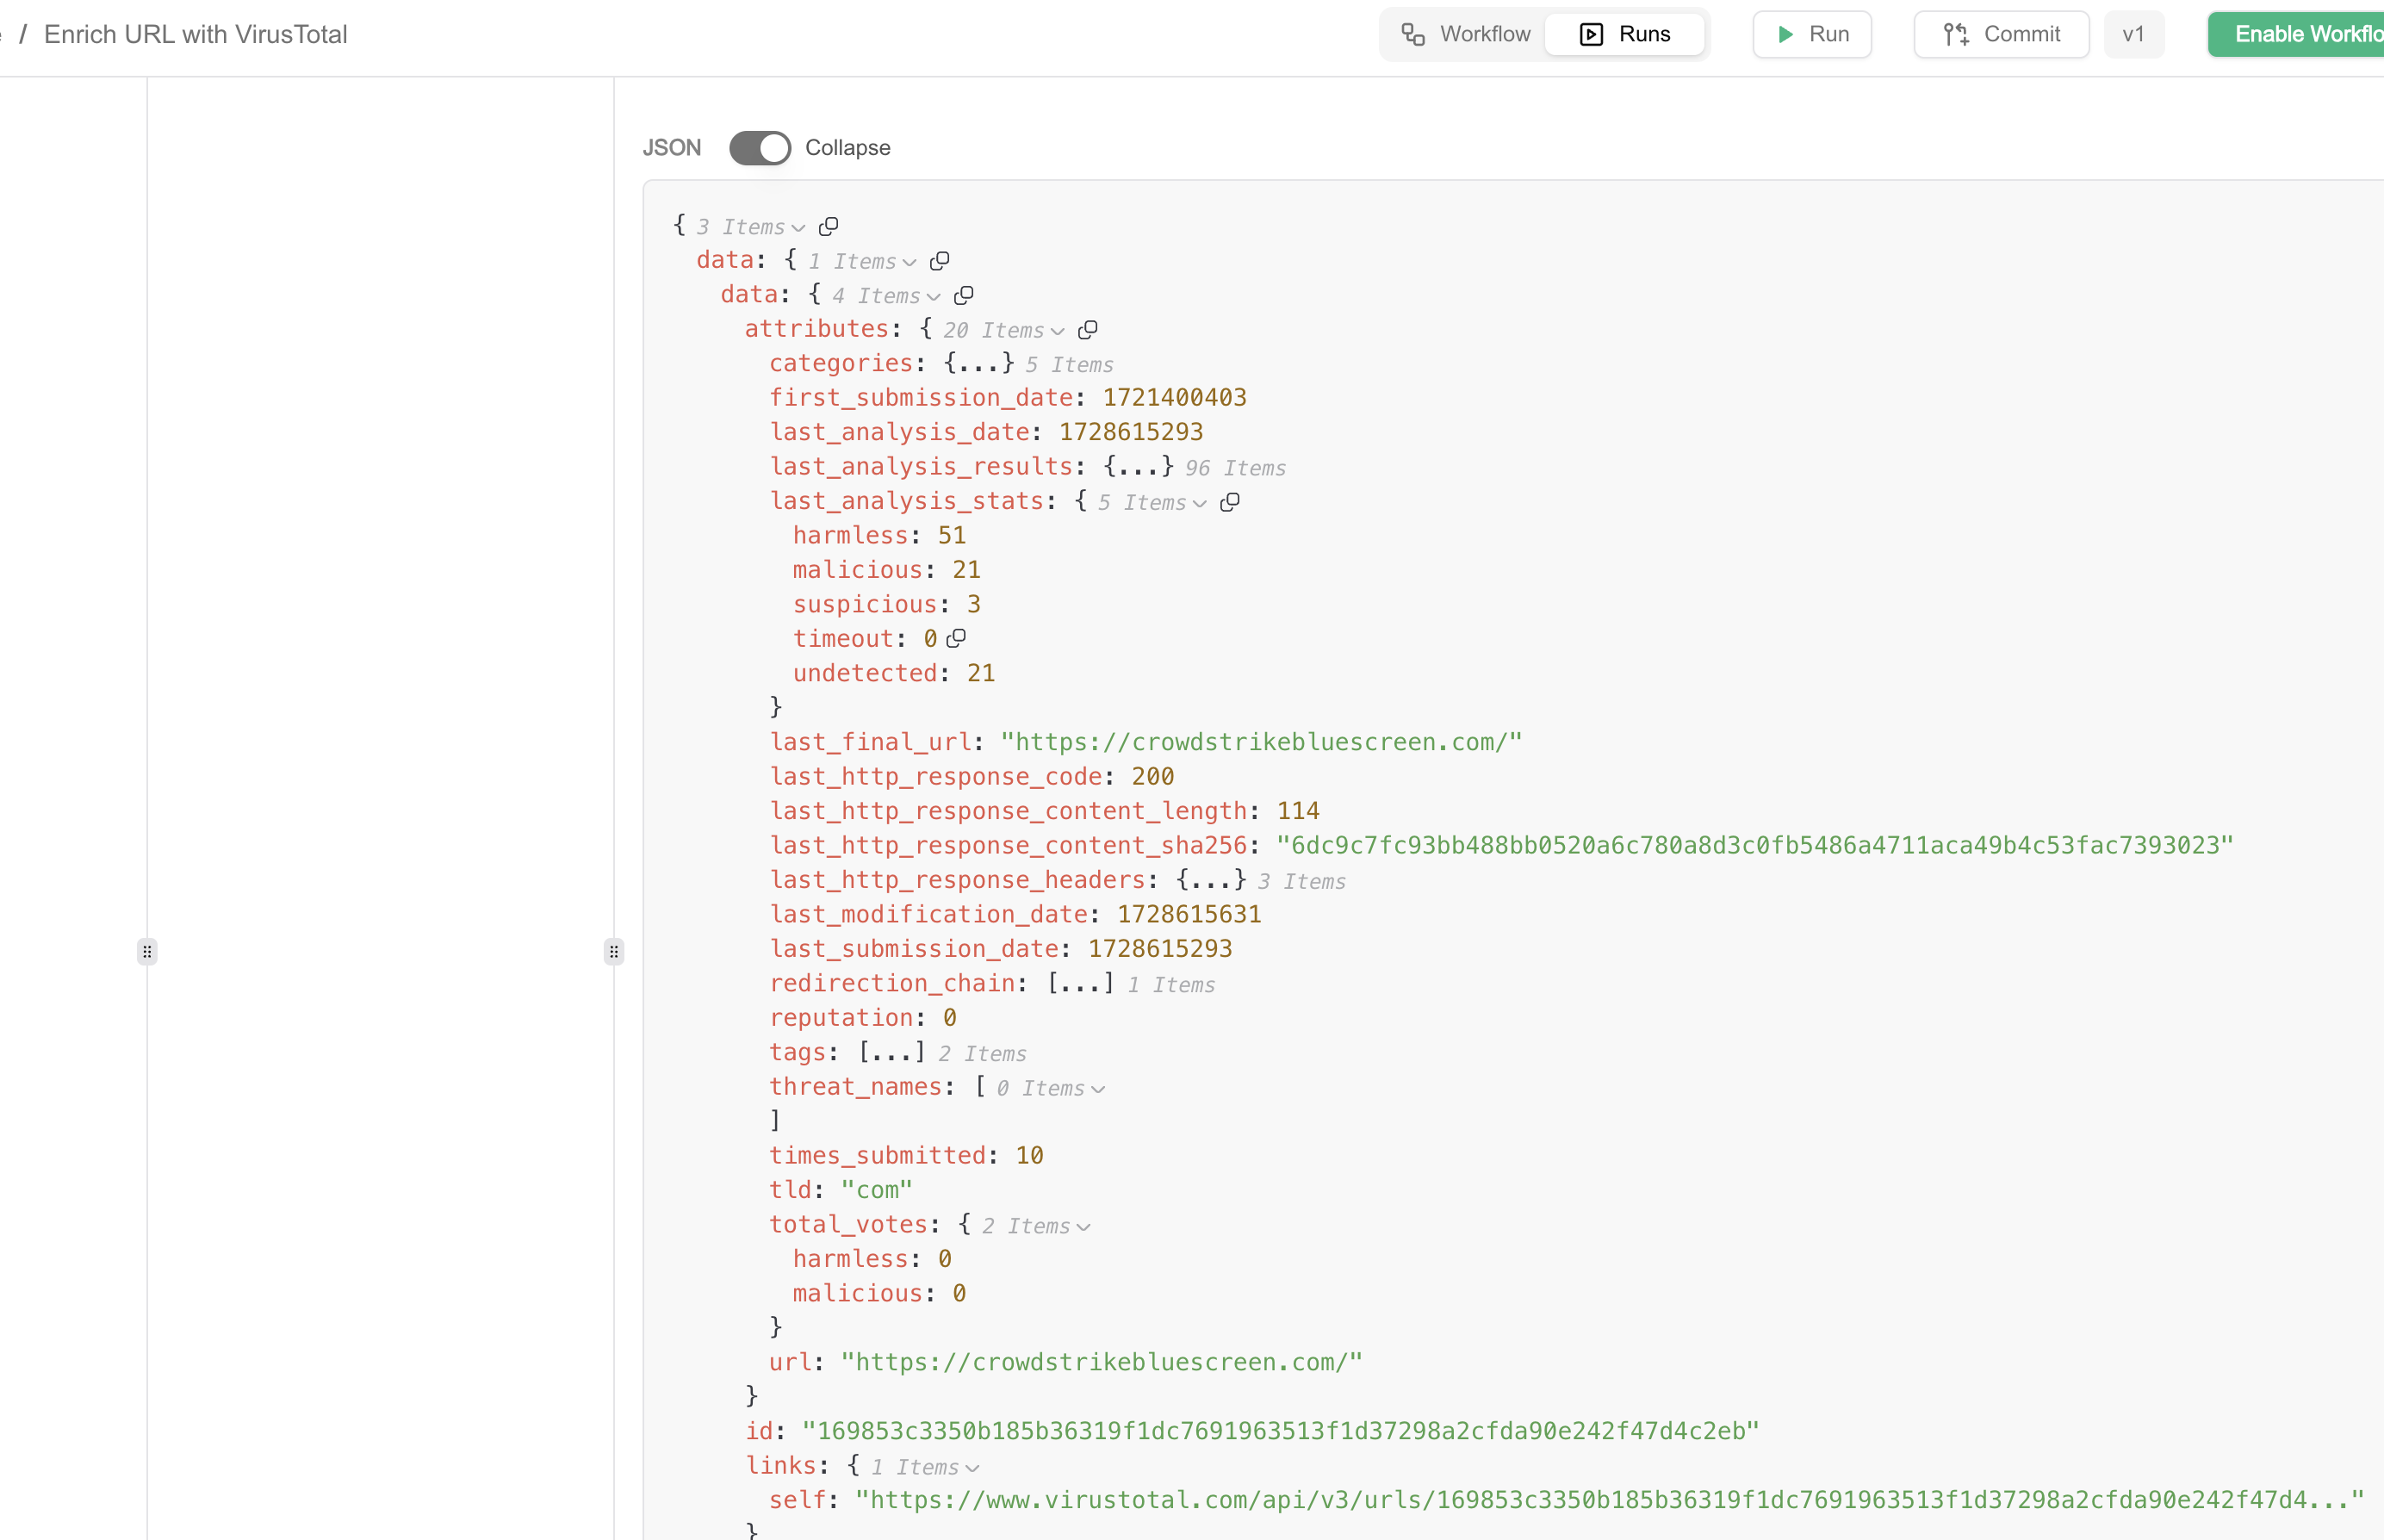 / Enrich URL with VirusTotal Workflow Runs Run Commit v1 Enable Workflo
JSON Collapse
{ 3 Items
data: { 1 Items
data: { 4 Items
attributes: { 20 Items
categories: {...} 5 Items
first_submission_date: 1721400403
last_analysis_date: 1728615293
last_analysis_results: {...} 96 Items
last_analysis_stats: { 5 Items
harmless: 51
malicious: 21
suspicious: 3
timeout: 0
undetected: 21
}
last_final_url: "https://crowdstrikebluescreen.com/"
last_http_response_code: 200
last_http_response_content_length: 114
last_http_response_content_sha256: "6dc9c7fc93bb488bb0520a6c780a8d3c0fb5486a4711aca49b4c53fac7393023"
last_http_response_headers: {...} 3 Items
last_modification_date: 1728615631
last_submission_date: 1728615293
redirection_chain: [...] 1 Items
reputation: 0
tags: [...] 2 Items
threat_names: [ 0 Items
]
times_submitted: 10
tld: "com"
total_votes: { 2 Items
harmless: 0
malicious: 0
}
url: "https://crowdstrikebluescreen.com/"
}
id: "169853c3350b185b36319f1dc7691963513f1d37298a2cfda90e242f47d4c2eb"
links: { 1 Items
self: "https://www.virustotal.com/api/v3/urls/169853c3350b185b36319f1dc7691963513f1d37298a2cfda90e242f47d4..."
}